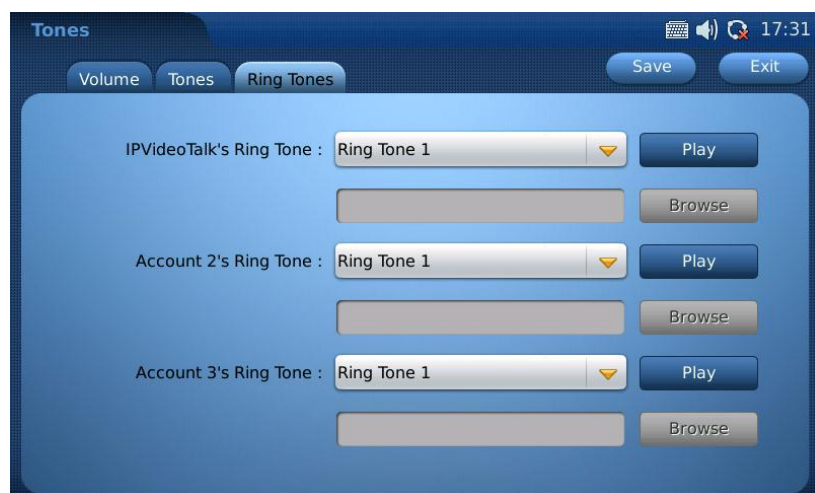 Tones 17:31
Volume Tones Ring Tones Save Exit
IPVideoTalk's Ring Tone : Ring Tone 1 Play
Browse
Account 2's Ring Tone : Ring Tone 1 Play
Browse
Account 3's Ring Tone : Ring Tone 1 Play
Browse